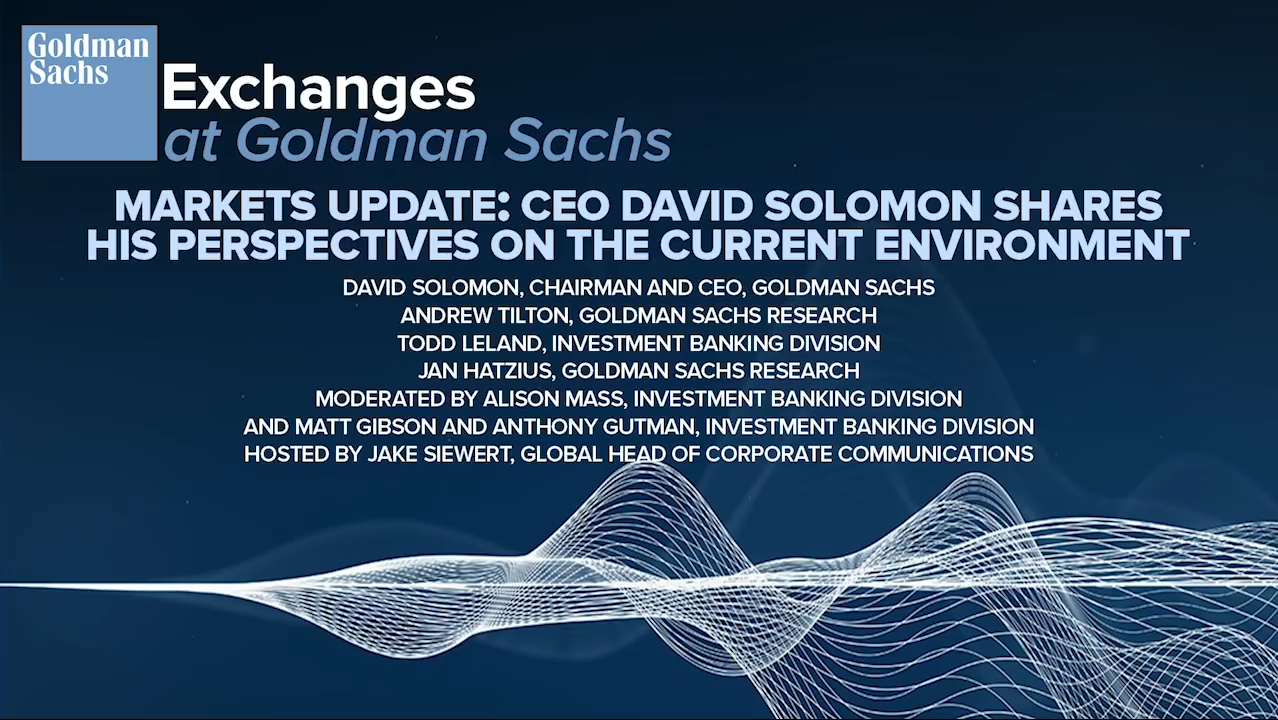 Goldman
Sachs
Exchanges
at Goldman Sachs
MARKETS UPDATE: CEO DAVID SOLOMON SHARES
HIS PERSPECTIVES ON THE CURRENT ENVIRONMENT
DAVID SOLOMON, CHAIRMAN AND CEO, GOLDMAN SACHS
ANDREW TILTON, GOLDMAN SACHS RESEARCH
TODD LELAND, INVESTMENT BANKING DIVISION
JAN HATZIUS, GOLDMAN SACHS RESEARCH
MODERATED BY ALISON MASS, INVESTMENT BANKING DIVISION
AND MATT GIBSON AND ANTHONY GUTMAN, INVESTMENT BANKING DIVISION
HOSTED BY JAKE SIEWERT, GLOBAL HEAD OF CORPORATE COMMUNICATIONS